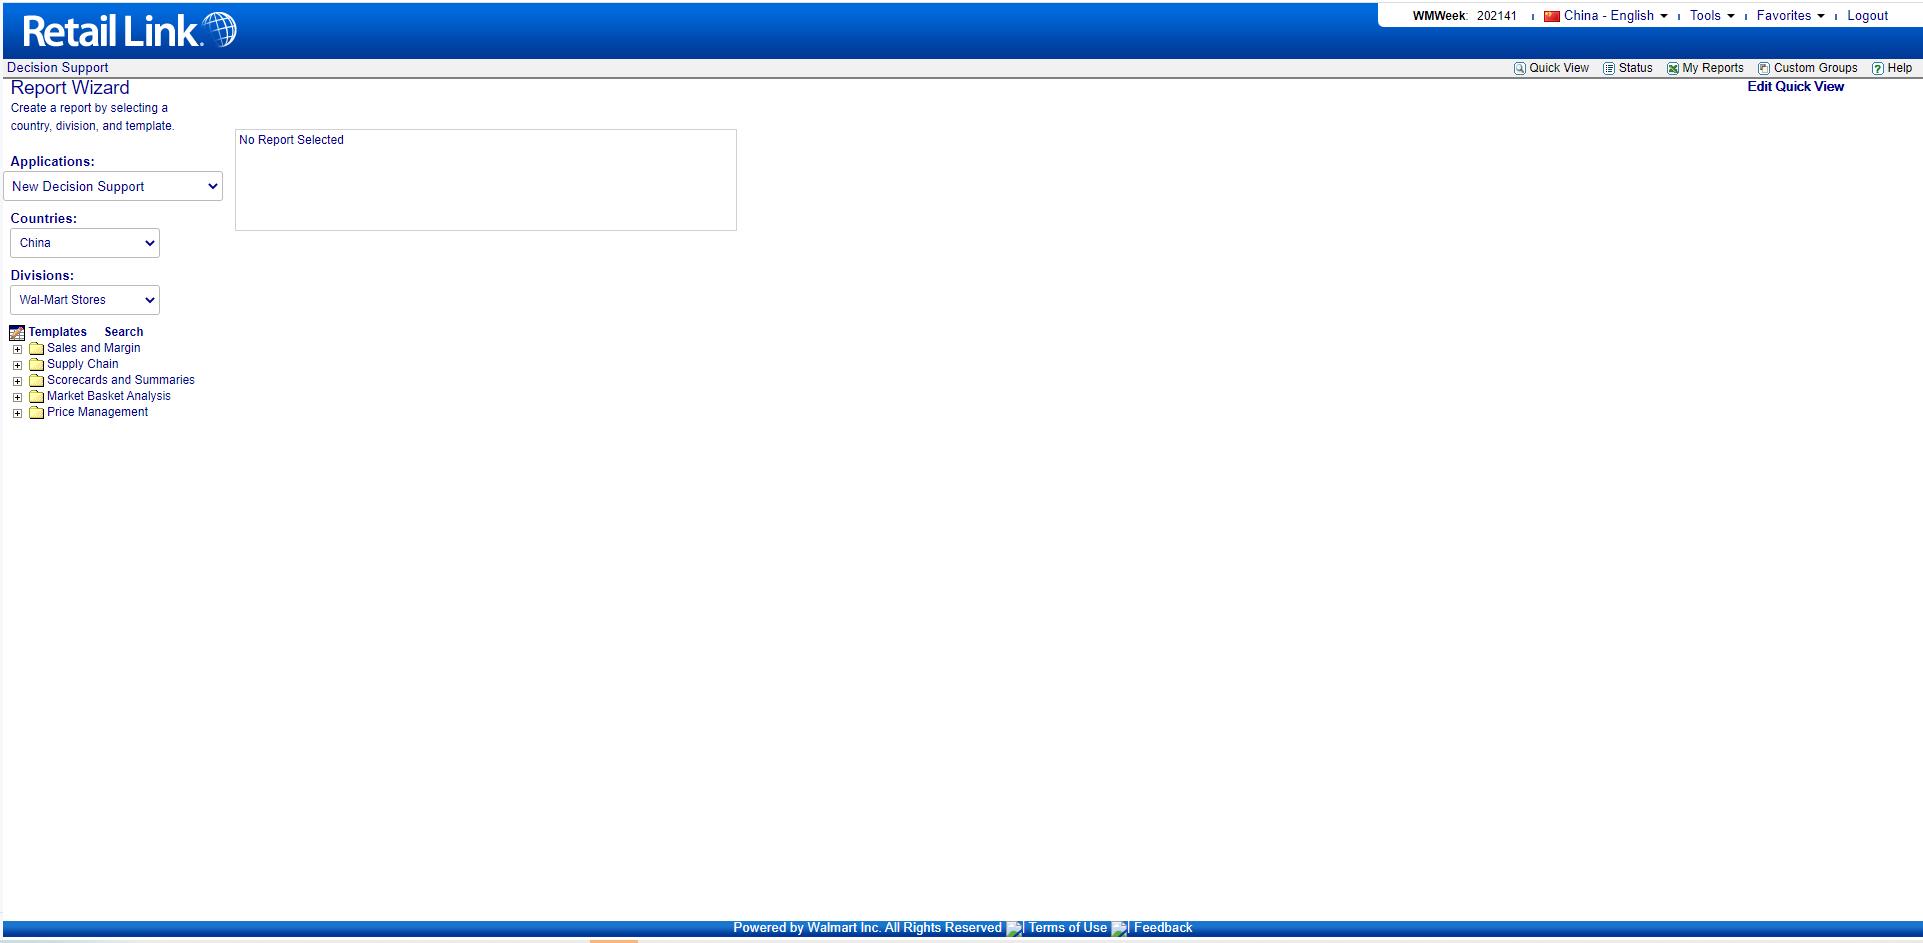 Retail Link.
WMWeek: 202141 China - English Tools Favorites Logout
Decision Support
Quick View Status My Reports Custom Groups Help
Report Wizard
Edit Quick View
Create a report by selecting a
country, division, and template.
No Report Selected
Applications:
New Decision Support
Countries:
China
Divisions:
Wal-Mart Stores
Templates Search
Sales and Margin
Supply Chain
Scorecards and Summaries
Market Basket Analysis
Price Management
Powered by Walmart Inc. All Rights Reserved | Terms of Use | Feedback